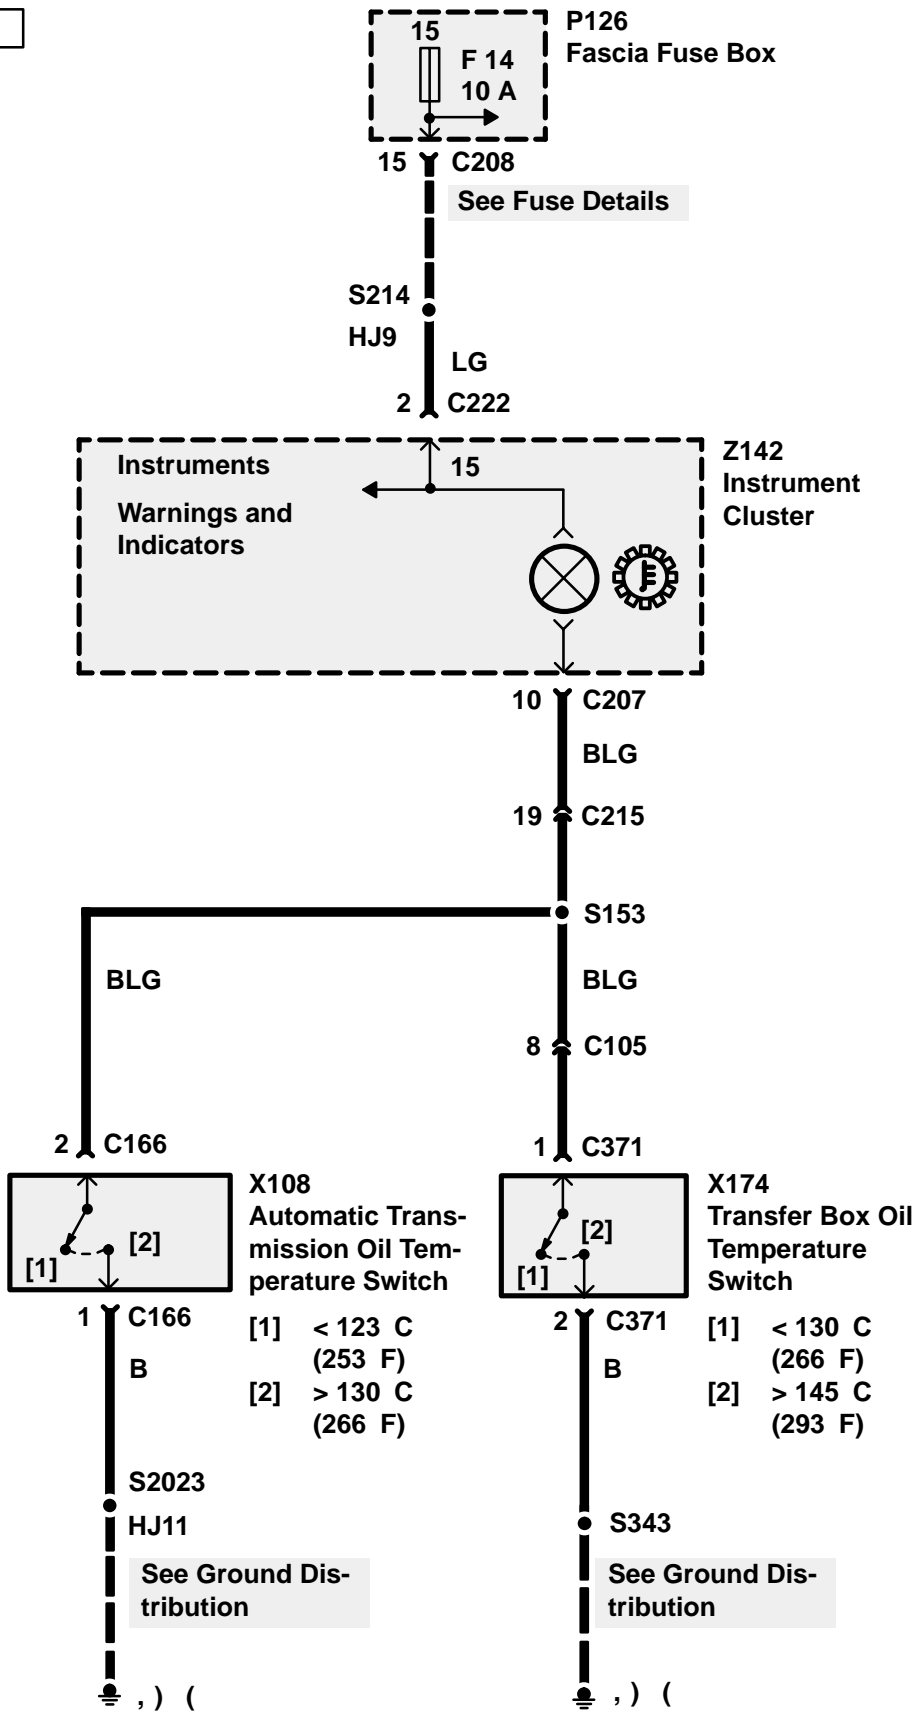 P126
Fascia Fuse Box
15
F 14
10 A
15
C208
See Fuse Details
S214
HJ9
LG
2
C222
Instruments
15
Warnings and
Indicators
Z142
Instrument
Cluster
10
C207
BLG
19
C215
S153
BLG
BLG
8
C105
2
C166
1
C371
[1]
[2]
X108
Automatic Trans-
mission Oil Tem-
perature Switch
[1] < 123 C
(253 F)
[2] > 130 C
(266 F)
[1]
[2]
X174
Transfer Box Oil
Temperature
Switch
[1] < 130 C
(266 F)
[2] > 145 C
(293 F)
1
C166
B
2
C371
B
S2023
HJ11
See Ground Dis-
tribution
, ) (
S343
See Ground Dis-
tribution
, ) (